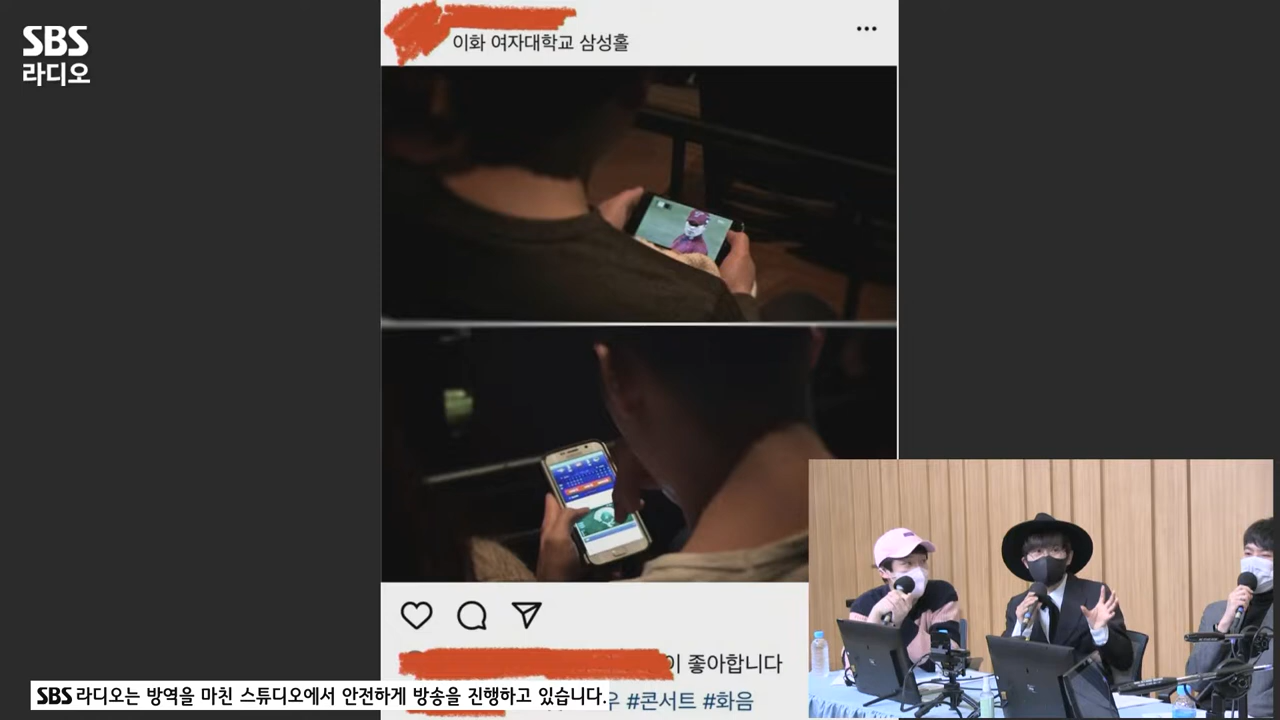 SBS
라디오
이화 여자대학교 삼성홀
이 좋아합니다
우 #콘서트 #화음
SBS 라디오는 방역을 마친 스튜디오에서 안전하게 방송을 진행하고 있습니다.